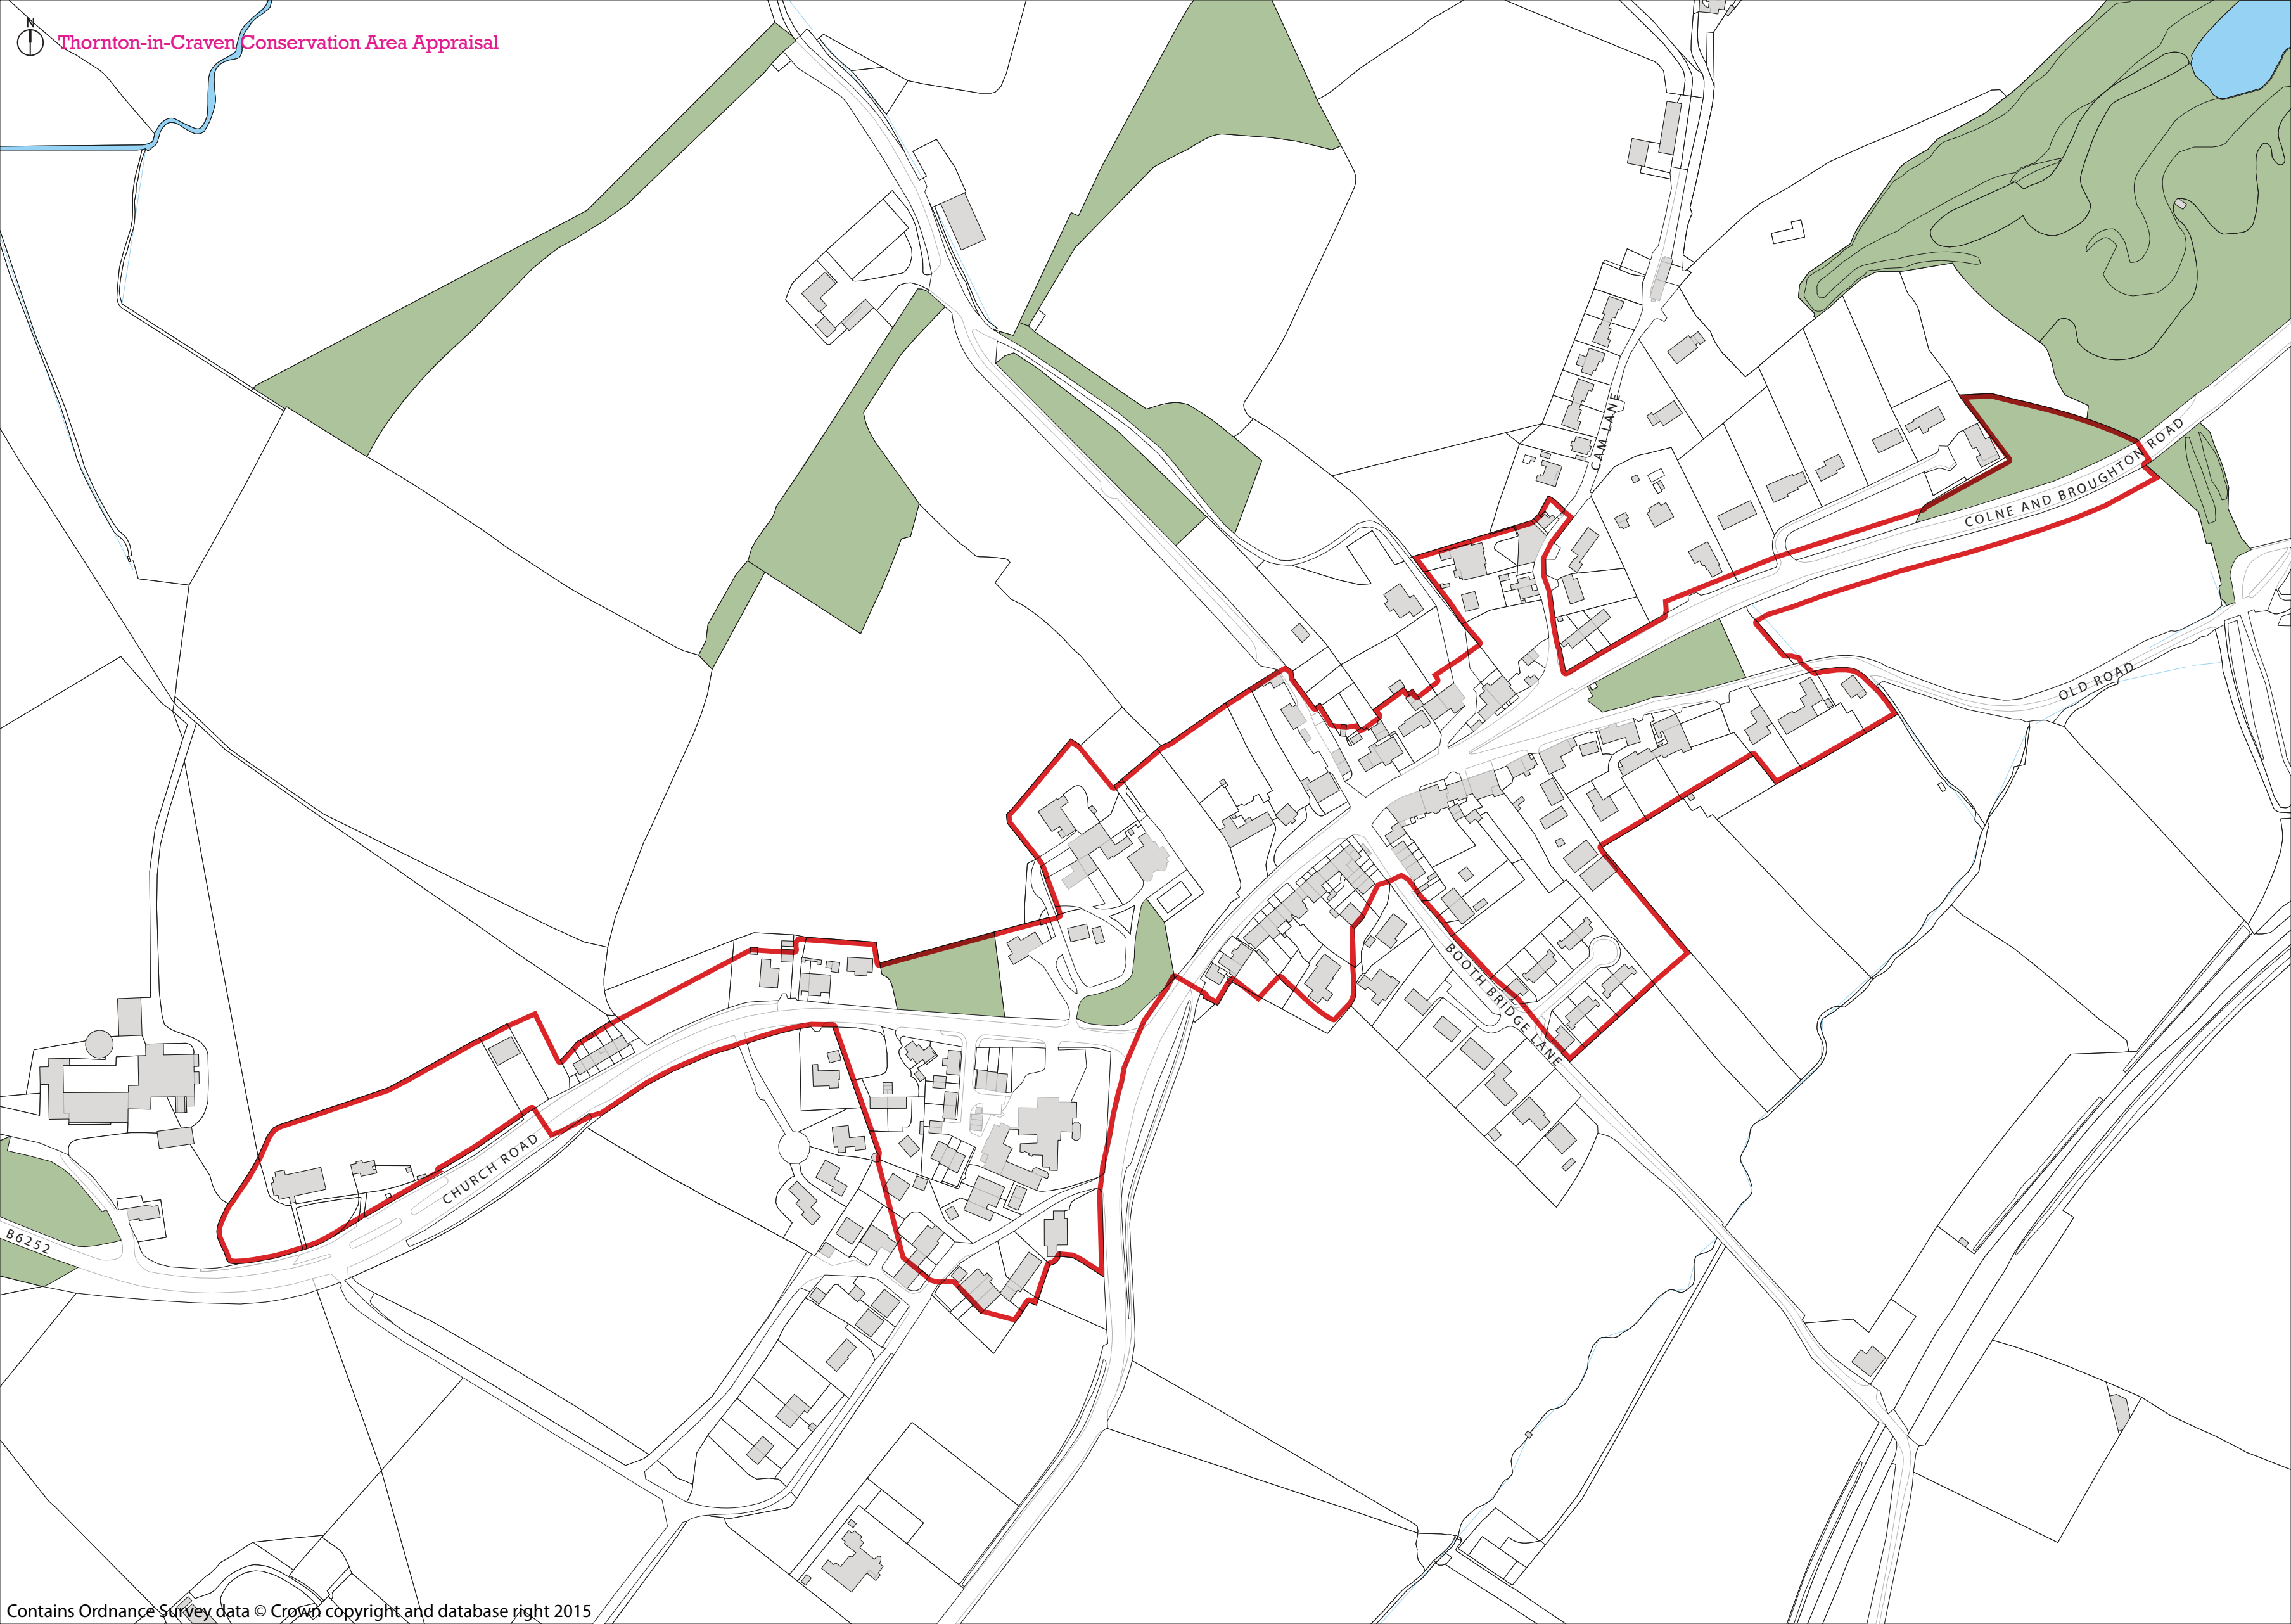 N
Thornton-in-Craven Conservation Area Appraisal
CAM LANE
COLNE AND BROUGHTON ROAD
OLD ROAD
BOOTH BRIDGE LANE
CHURCH ROAD
B6252
Contains Ordnance Survey data © Crown copyright and database right 2015